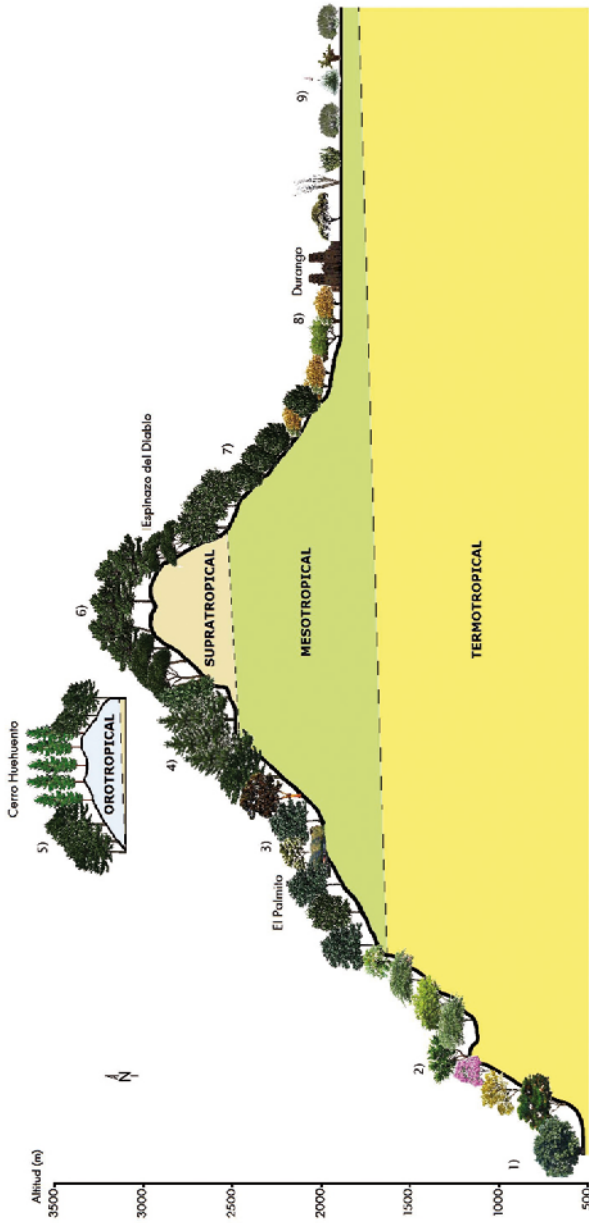 Altitud (m)
3500
3000
2500
2000
1500
1000
500
N
Cerro Huehuento
5)
OROTROPICAL
6)
Espinazo del Diablo
4)
SUPRATROPICAL
7)
3)
El Palmito
MESOTROPICAL
8)
Durango
9)
2)
1)
TERMOTROPICAL